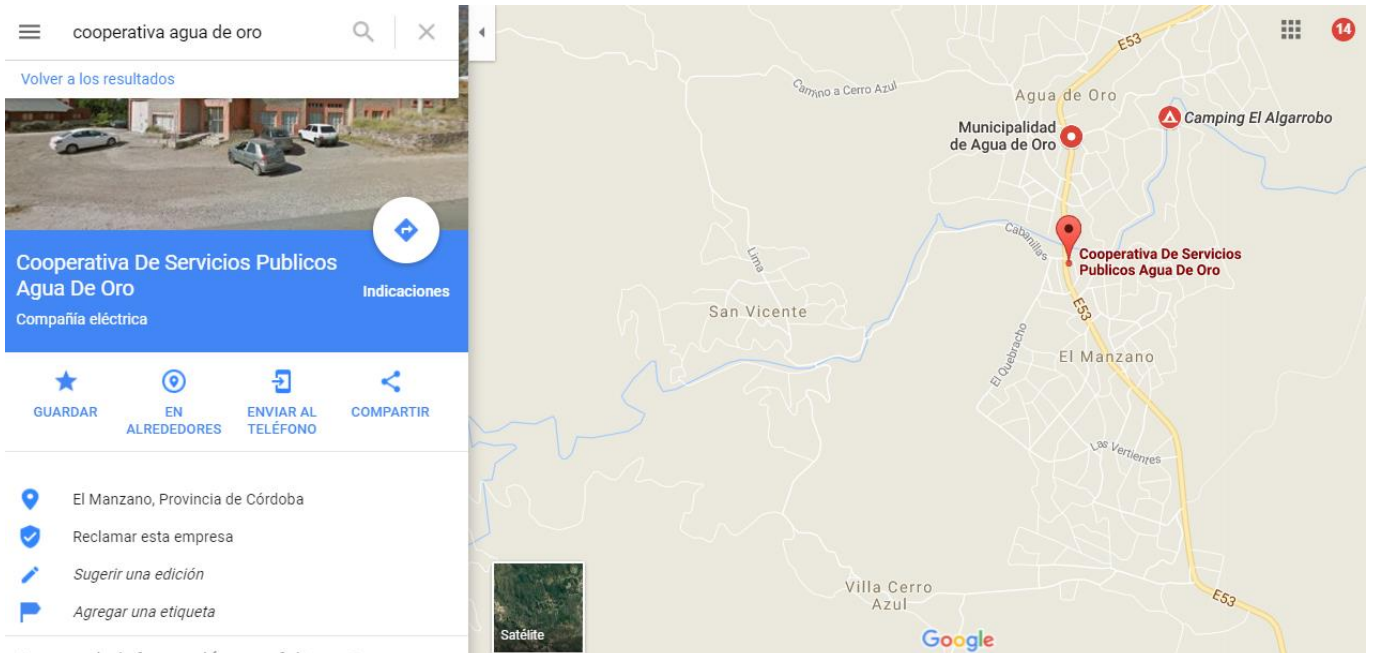 cooperativa agua de oro
Volver a los resultados
Cooperativa De Servicios Publicos
Agua De Oro
Indicaciones
Compañía eléctrica
GUARDAR
EN
ALREDEDORES
ENVIAR AL
TELÉFONO
COMPARTIR
El Manzano, Provincia de Córdoba
Reclamar esta empresa
Sugerir una edición
Agregar una etiqueta
14
E53
Camino a Cerro Azul
Agua de Oro
Camping El Algarrobo
Municipalidad
de Agua de Oro
Cabanillas
Lima
Cooperativa De Servicios
Publicos Agua De Oro
San Vicente
E53
El Quebracho
El Manzano
Las Vertientes
Villa Cerro
Azul
E53
Satélite
Google